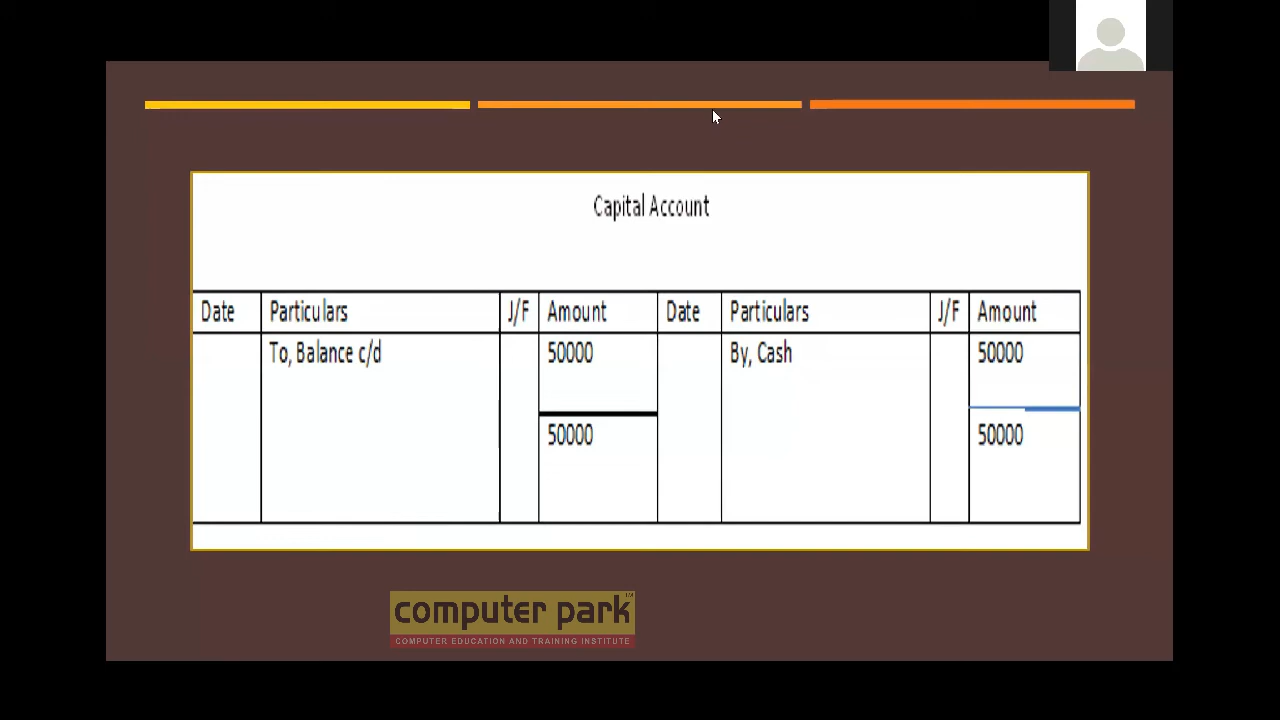 Capital Account
Date Particulars J/F Amount Date Particulars J/F Amount
To, Balance c/d 50000 By, Cash 50000
50000 50000
computer park™
COMPUTER EDUCATION AND TRAINING INSTITUTE